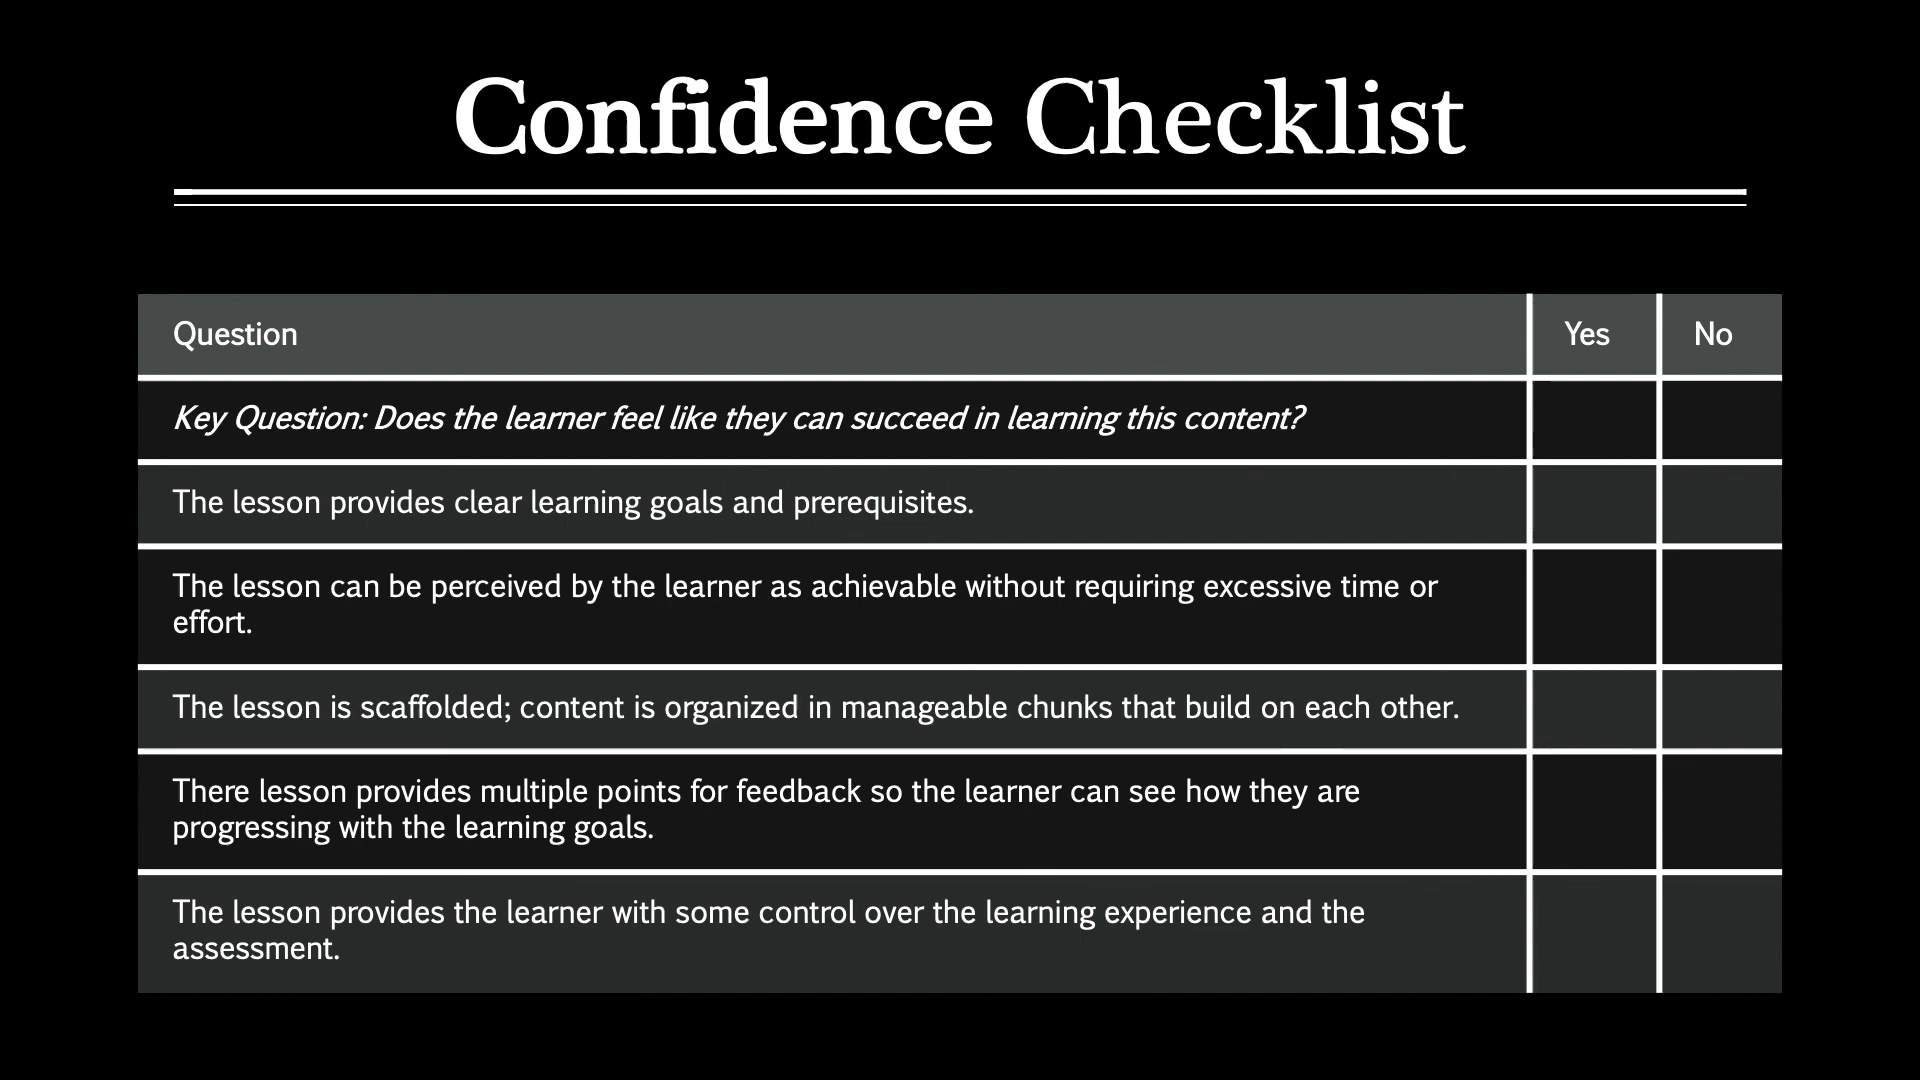 Confidence Checklist
Question Yes No
Key Question: Does the learner feel like they can succeed in learning this content?
The lesson provides clear learning goals and prerequisites.
The lesson can be perceived by the learner as achievable without requiring excessive time or
effort.
The lesson is scaffolded; content is organized in manageable chunks that build on each other.
There lesson provides multiple points for feedback so the learner can see how they are
progressing with the learning goals.
The lesson provides the learner with some control over the learning experience and the
assessment.